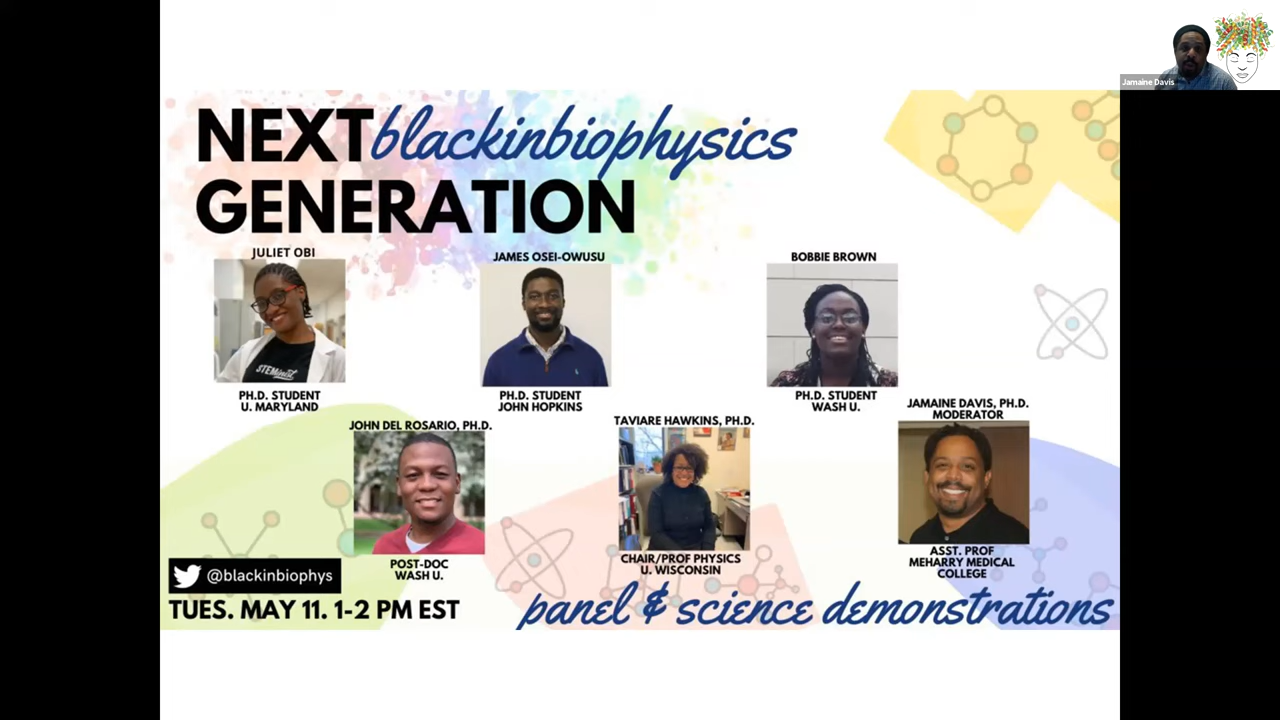 Jamaine Davis
NEXT blackinbiophysics
GENERATION
JULIET OBI
JAMES OSEI-OWUSU
BOBBIE BROWN
STEMinist
PH.D. STUDENT
U. MARYLAND
PH.D. STUDENT
JOHN HOPKINS
PH.D. STUDENT
WASH U.
JAMAINE DAVIS, PH.D.
MODERATOR
JOHN DEL ROSARIO, PH.D.
TAVIARE HAWKINS, PH.D.
POST-DOC
WASH U.
CHAIR/PROF PHYSICS
U. WISCONSIN
ASST. PROF
MEHARRY MEDICAL
COLLEGE
@blackinbiophys
TUES. MAY 11. 1-2 PM EST
panel & science demonstrations